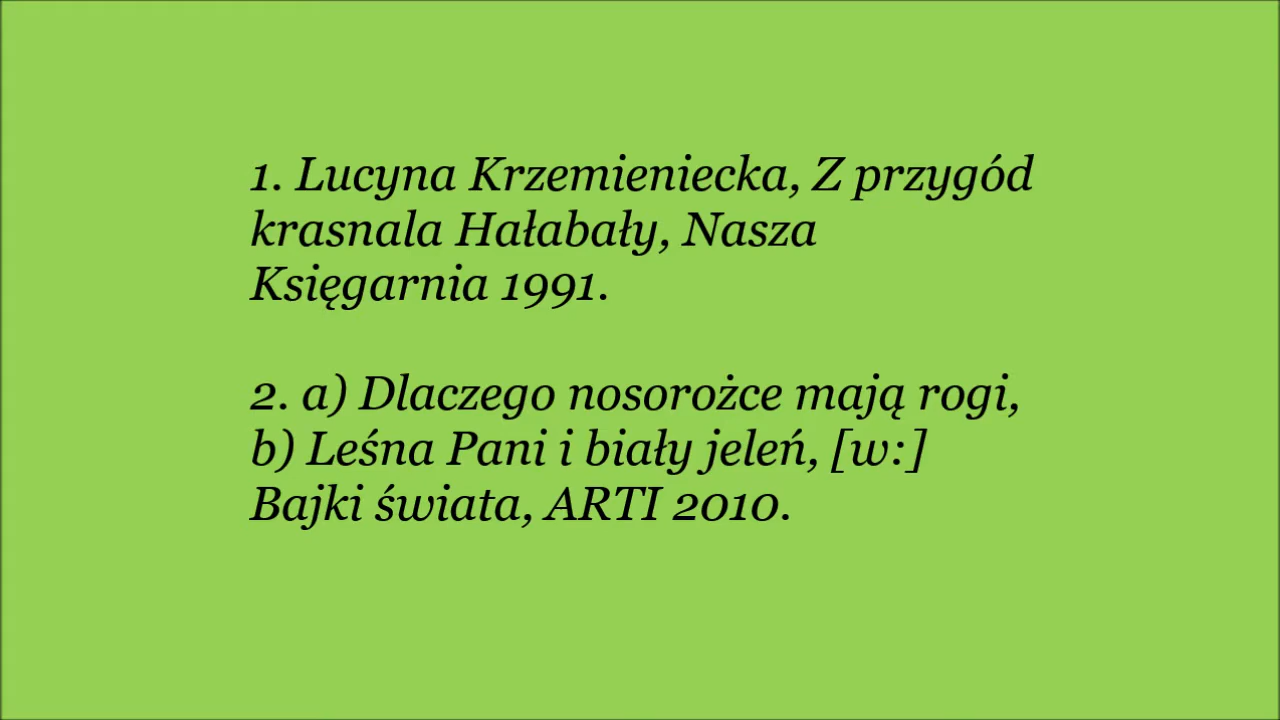 1. Lucyna Krzemieniecka, Z przygód
krasnala Hałabały, Nasza
Księgarnia 1991.
2. a) Dlaczego nosorożce mają rogi,
b) Leśna Pani i biały jeleń, [w:]
Bajki świata, ARTI 2010.